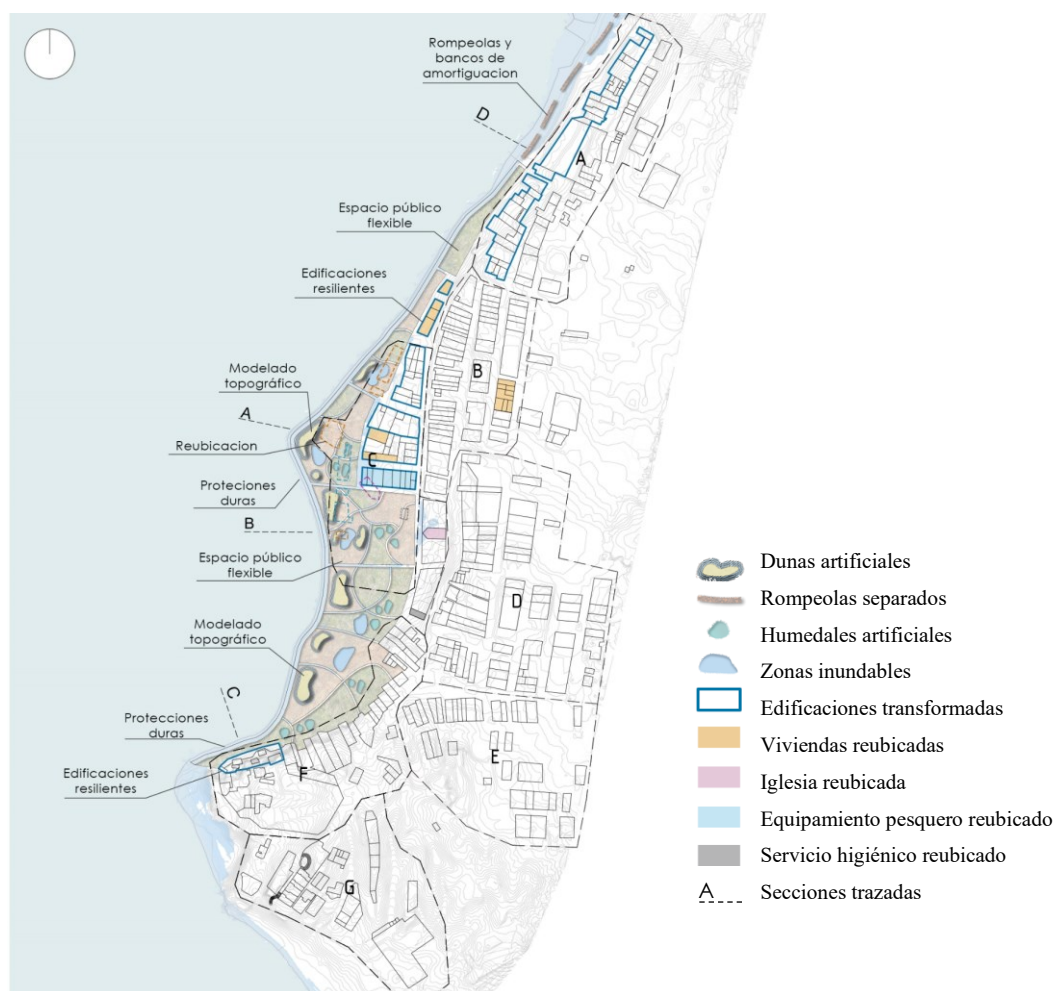 Rompeolas y
bancos de
amortiguacion
D
A
Espacio público
flexible
Edificaciones
resilientes
B
Modelado
topográfico
A
Reubicacion
C
Proteciones
duras
B
Espacio público
flexible
D
Modelado
topográfico
C
Protecciones
duras
E
F
Edificaciones
resilientes
G
Dunas artificiales
Rompeolas separados
Humedales artificiales
Zonas inundables
Edificaciones transformadas
Viviendas reubicadas
Iglesia reubicada
Equipamiento pesquero reubicado
Servicio higiénico reubicado
A
Secciones trazadas